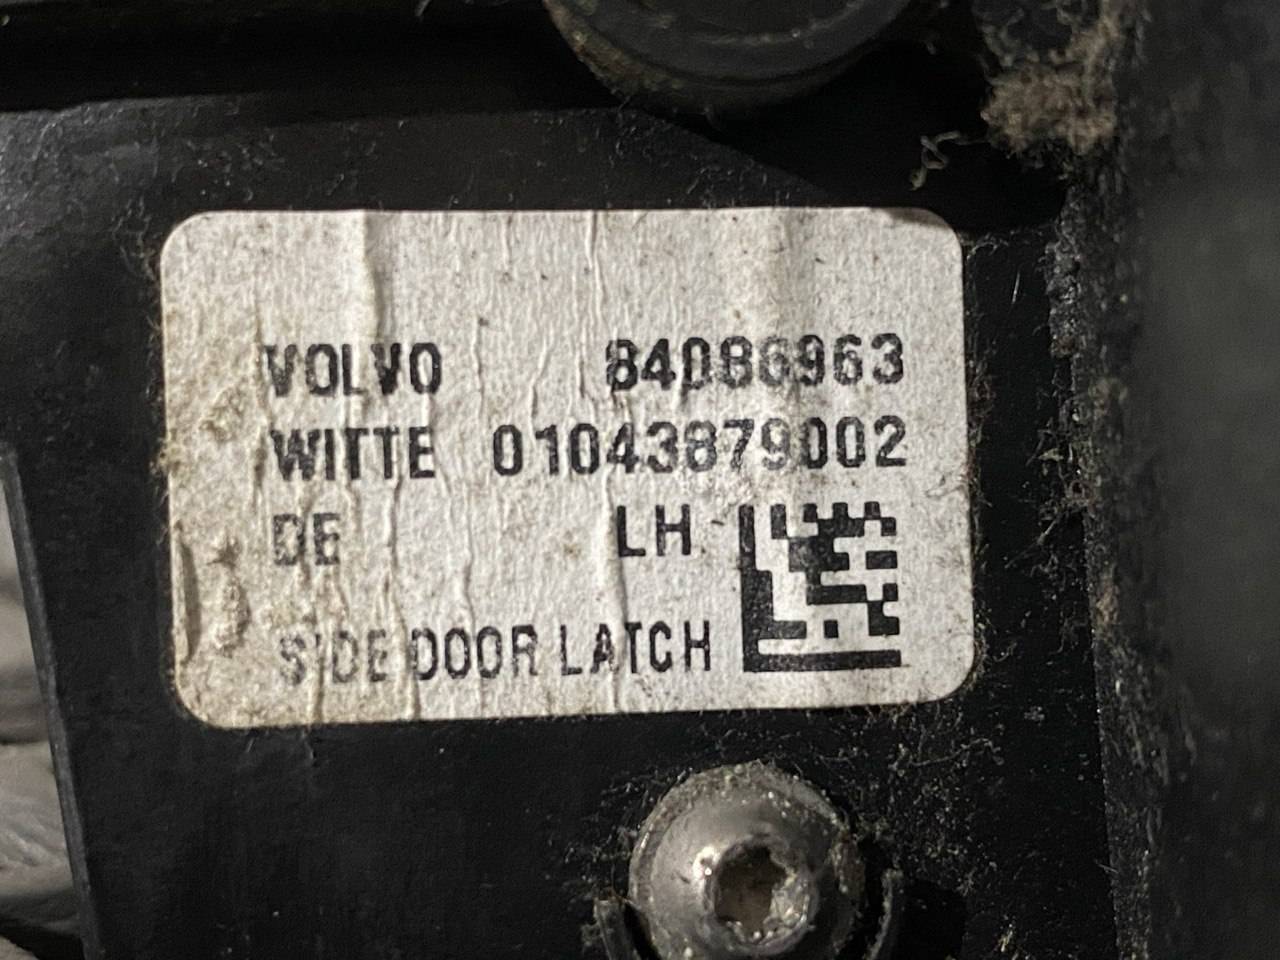 VOLVO 84086963
WITTE 01043879002
DE LH
SIDE DOOR LATCH